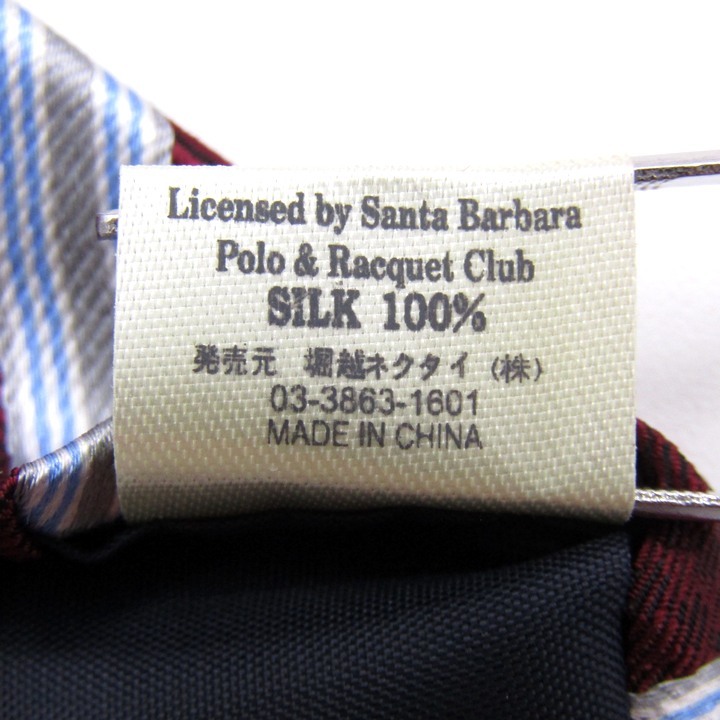 Licensed by Santa Barbara
Polo & Racquet Club
SILK 100%
発売元 堀越ネクタイ (株)
03-3863-1601
MADE IN CHINA